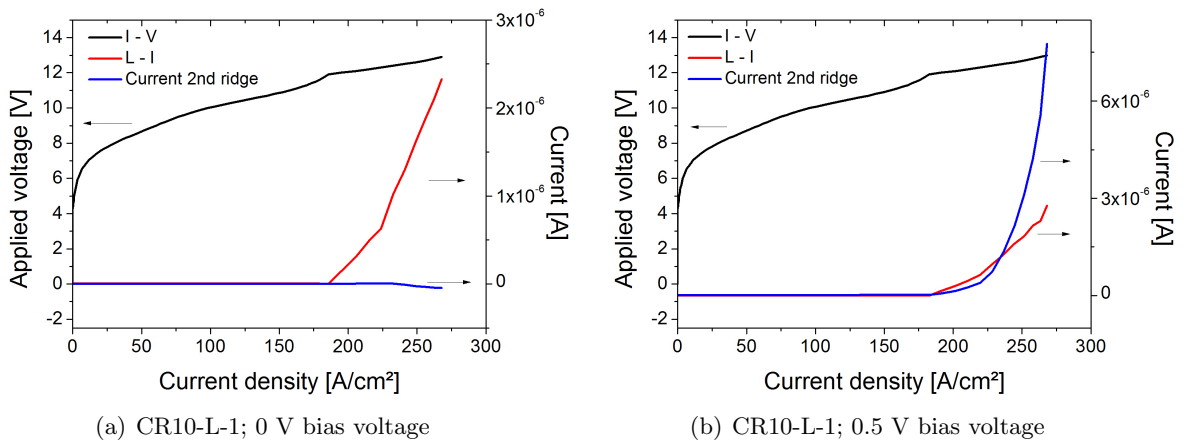 3x10⁻⁶
14
I - V
L - I
12
Current 2nd ridge
10
2x10⁻⁶
8
6
1x10⁻⁶
4
2
0
0
-2
0
50
100
150
200
250
300
Applied voltage [V]
Current [A]
Current density [A/cm²]
(a) CR10-L-1; 0 V bias voltage
14
I - V
L - I
12
Current 2nd ridge
10
6x10⁻⁶
8
6
4
3x10⁻⁶
2
0
0
-2
0
50
100
150
200
250
300
Applied voltage [V]
Current [A]
Current density [A/cm²]
(b) CR10-L-1; 0.5 V bias voltage